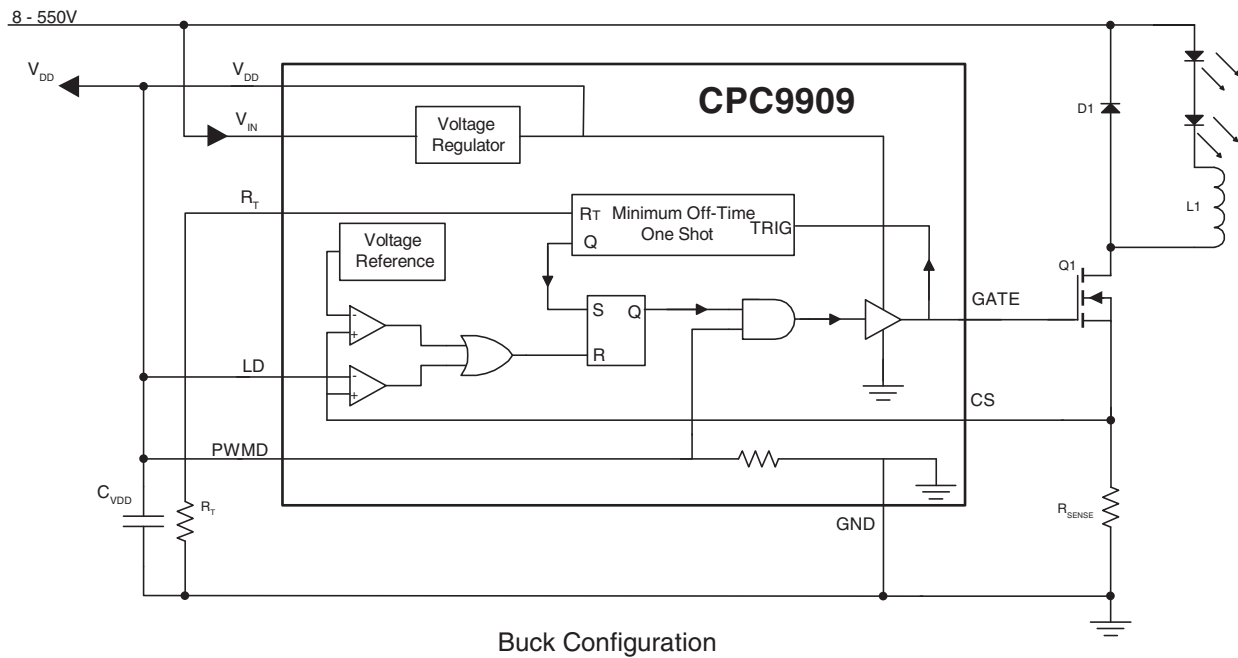 8 - 550V
VDD
VDD
CPC9909
VIN
Voltage
Regulator
D1
L1
RT
RT
Minimum Off-Time
One Shot
TRIG
Q
Voltage
Reference
Q1
GATE
S
Q
R
-
+
LD
-
+
CS
PWMD
CVDD
RT
GND
RSENSE
Buck Configuration